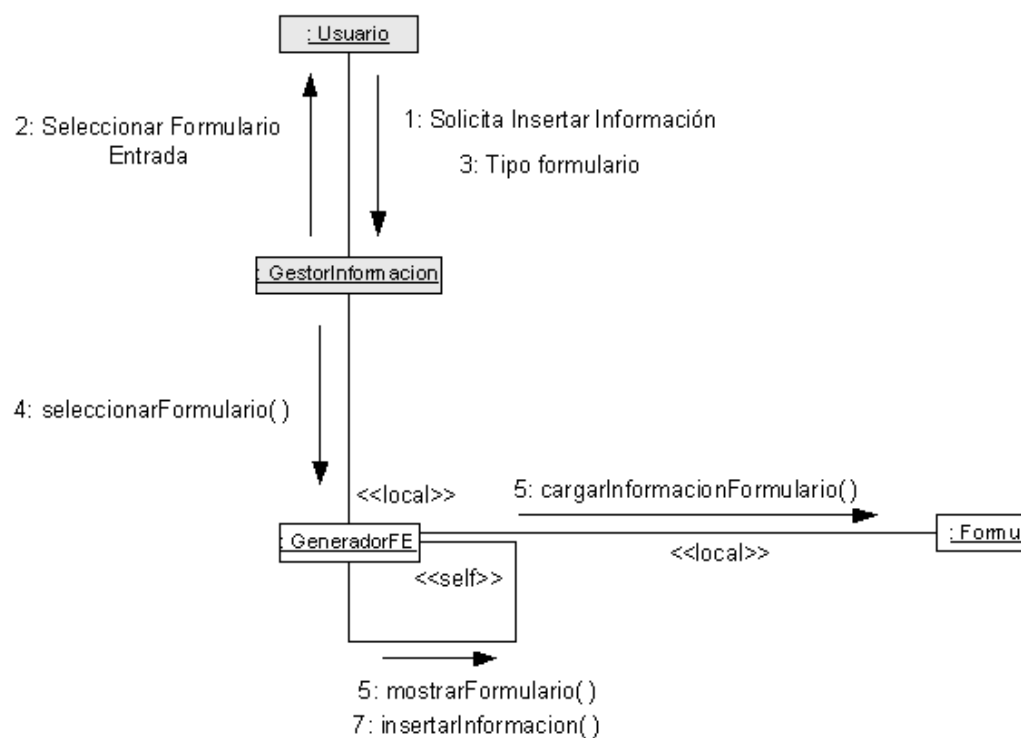 : Usuario
2: Seleccionar Formulario
Entrada
1: Solicita Insertar Información
3: Tipo formulario
: GestorInformacion
4: seleccionarFormulario( )
<<local>>
5: cargarInformacionFormulario( )
: GeneradorFE
: Formu
<<local>>
<<self>>
5: mostrarFormulario( )
7: insertarInformacion( )